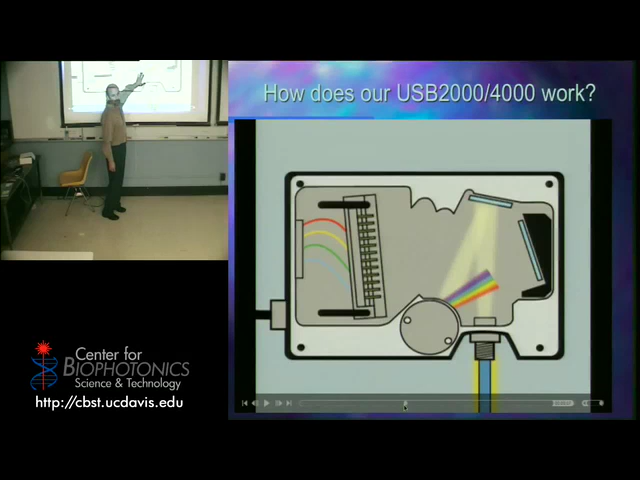 How does our USB2000/4000 work?
Center for
BIOPHOTONICS
Science & Technology
http://cbst.ucdavis.edu